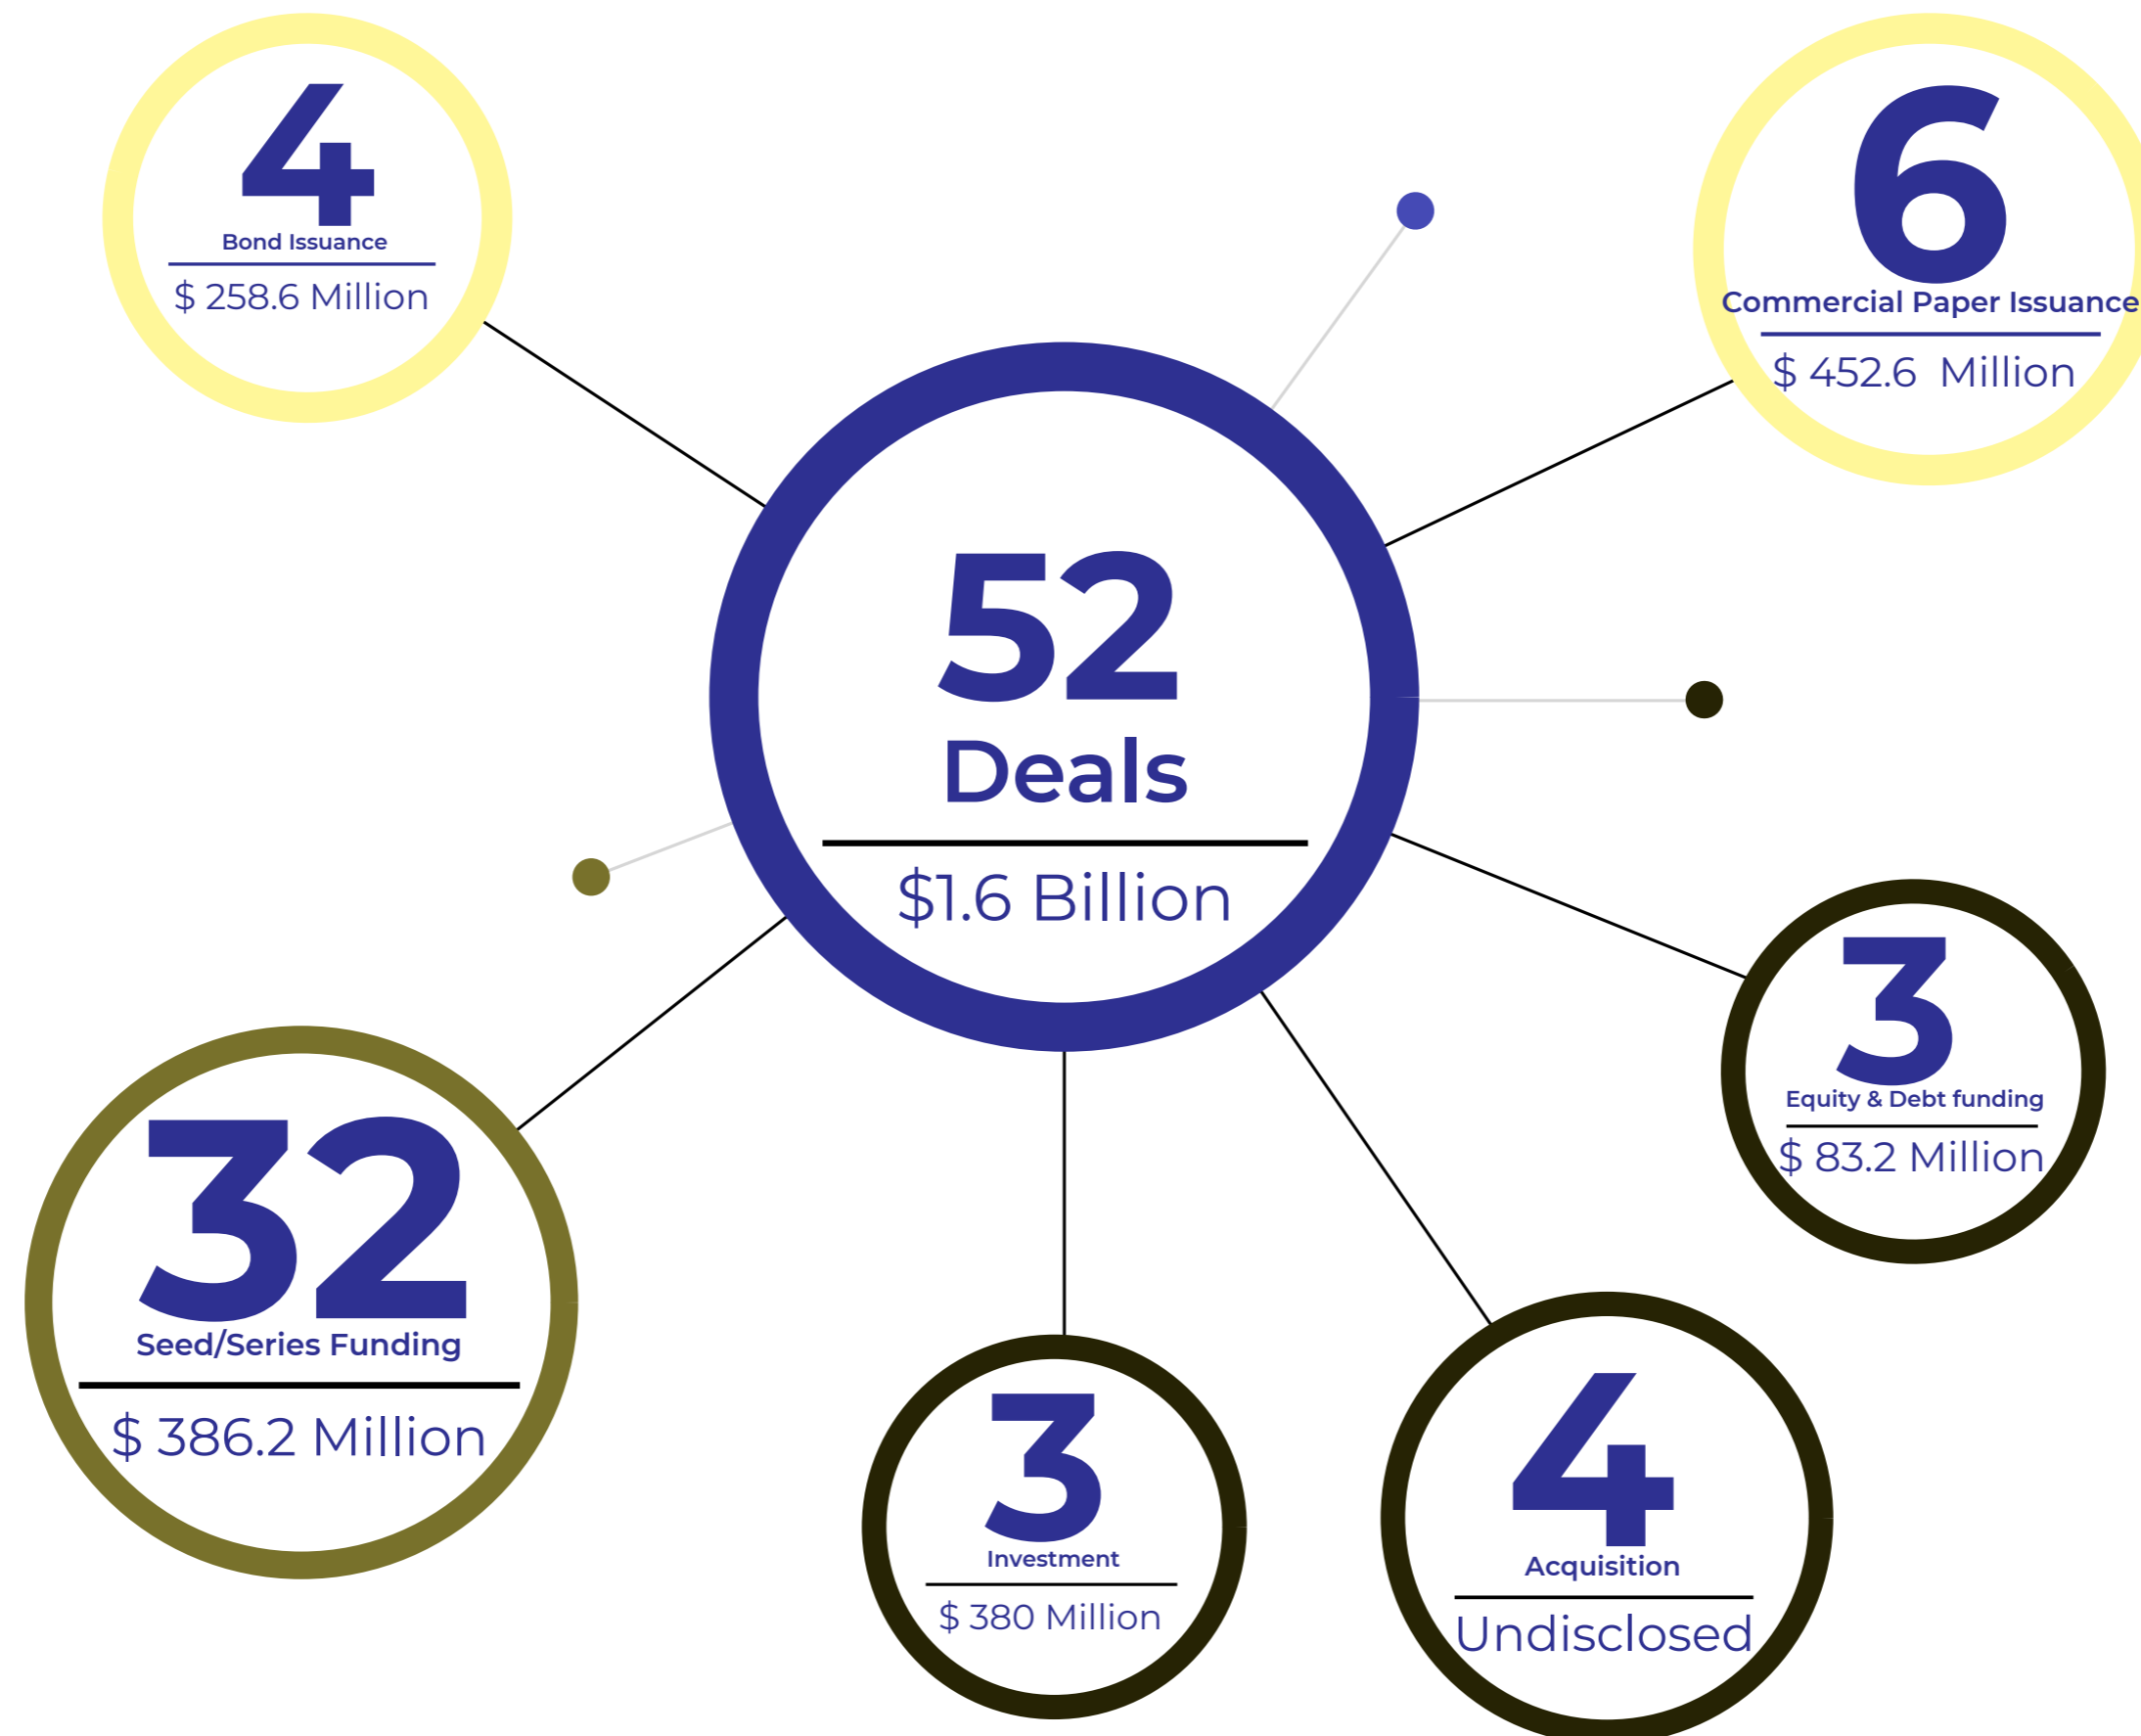 4
Bond Issuance
$ 258.6 Million
6
Commercial Paper Issuance
$ 452.6 Million
52
Deals
$1.6 Billion
3
Equity & Debt funding
$ 83.2 Million
32
Seed/Series Funding
$ 386.2 Million
3
Investment
$ 380 Million
4
Acquisition
Undisclosed